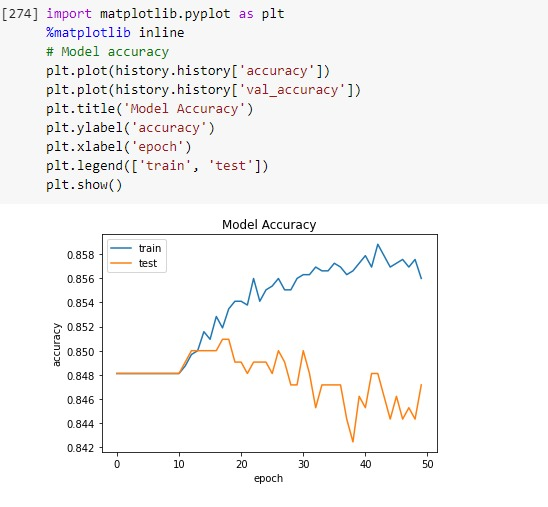 [274] import matplotlib.pyplot as plt
%matplotlib inline
# Model accuracy
plt.plot(history.history['accuracy'])
plt.plot(history.history['val_accuracy'])
plt.title('Model Accuracy')
plt.ylabel('accuracy')
plt.xlabel('epoch')
plt.legend(['train', 'test'])
plt.show()
Model Accuracy
train
test
0.858
0.856
0.854
0.852
0.850
0.848
0.846
0.844
0.842
accuracy
0 10 20 30 40 50
epoch